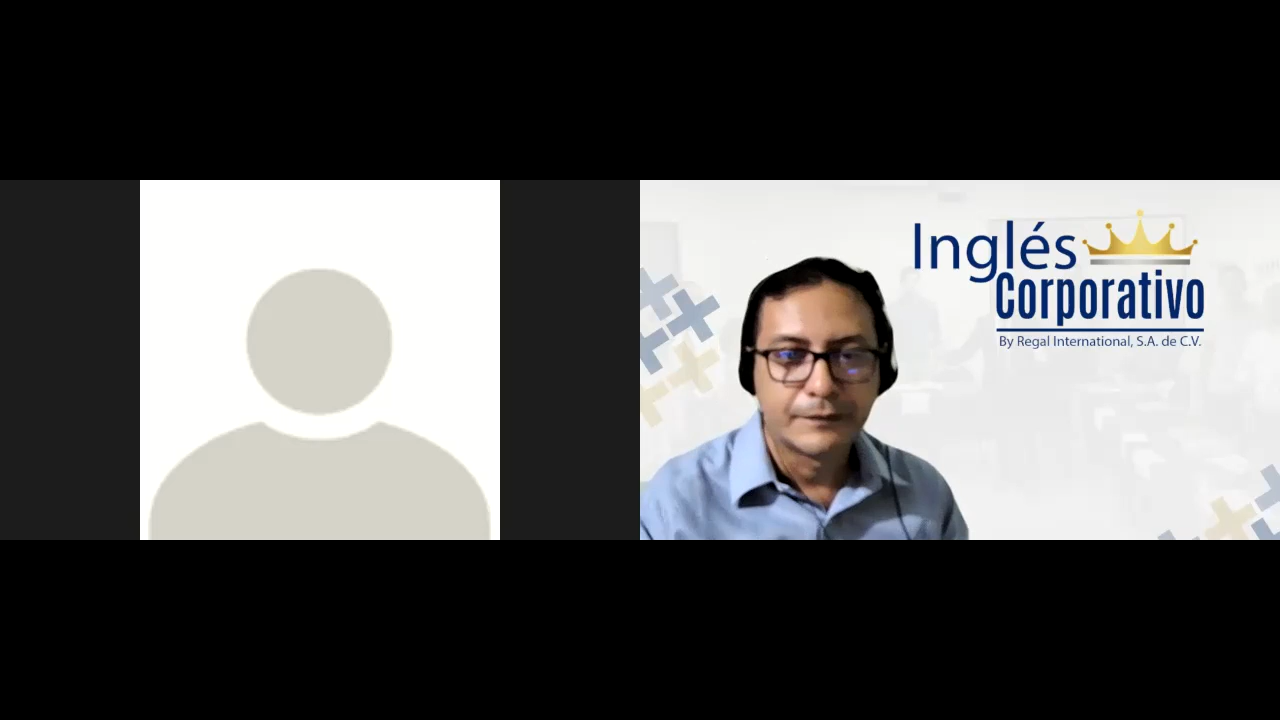 Inglés
Corporativo
By Regal International, S.A. de C.V.